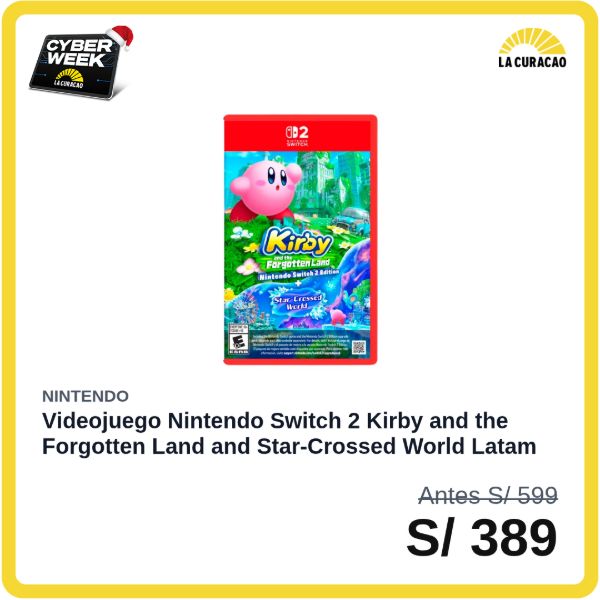 CYBER
WEEK
LA CURACAO
LA CURACAO
2
NINTENDO
SWITCH
Kirby
and the
Forgotten Land
Nintendo Switch 2 Edition
+
Star-Crossed
World
E
NINTENDO
Videojuego Nintendo Switch 2 Kirby and the
Forgotten Land and Star-Crossed World Latam
Antes S/ 599
S/ 389